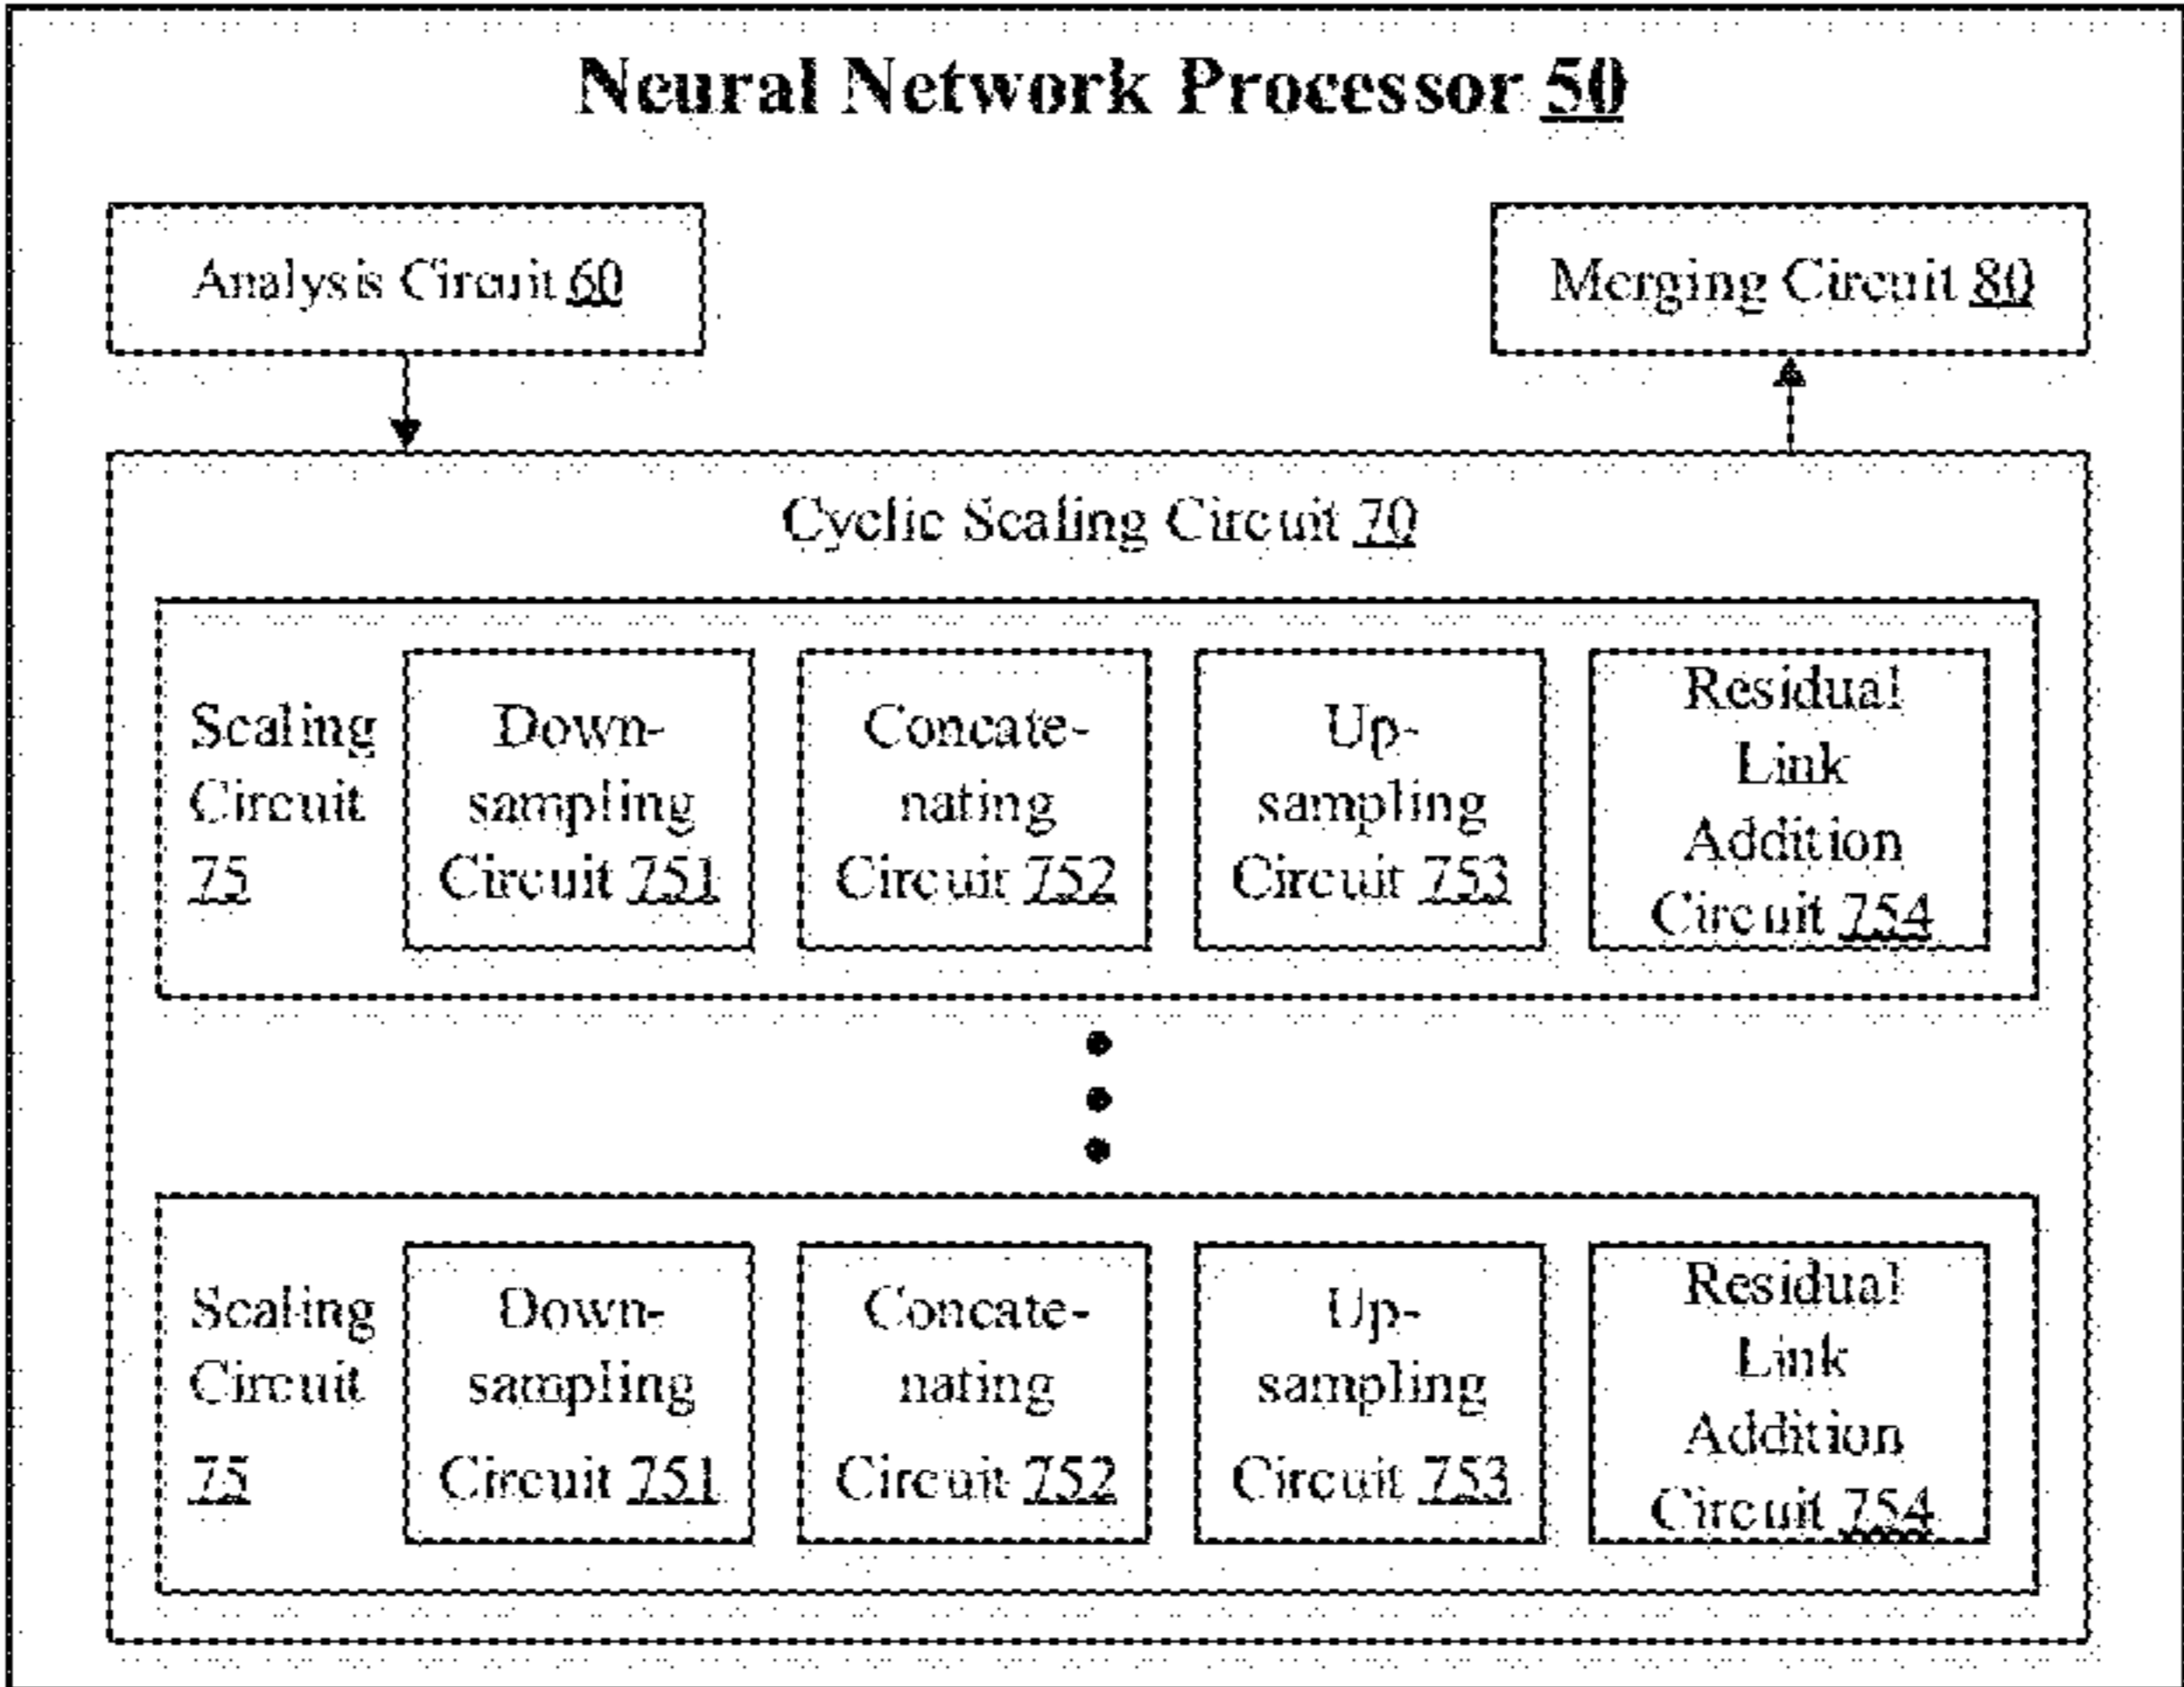 Neural Network Processor 50
Analysis Circuit 60
Merging Circuit 80
Cyclic Scaling Circuit 70
Scaling
Circuit
75
Down-
sampling
Circuit 751
Concate-
nating
Circuit 752
Up-
sampling
Circuit 753
Residual
Link
Addition
Circuit 754
Scaling
Circuit
75
Down-
sampling
Circuit 751
Concate-
nating
Circuit 752
Up-
sampling
Circuit 753
Residual
Link
Addition
Circuit 754